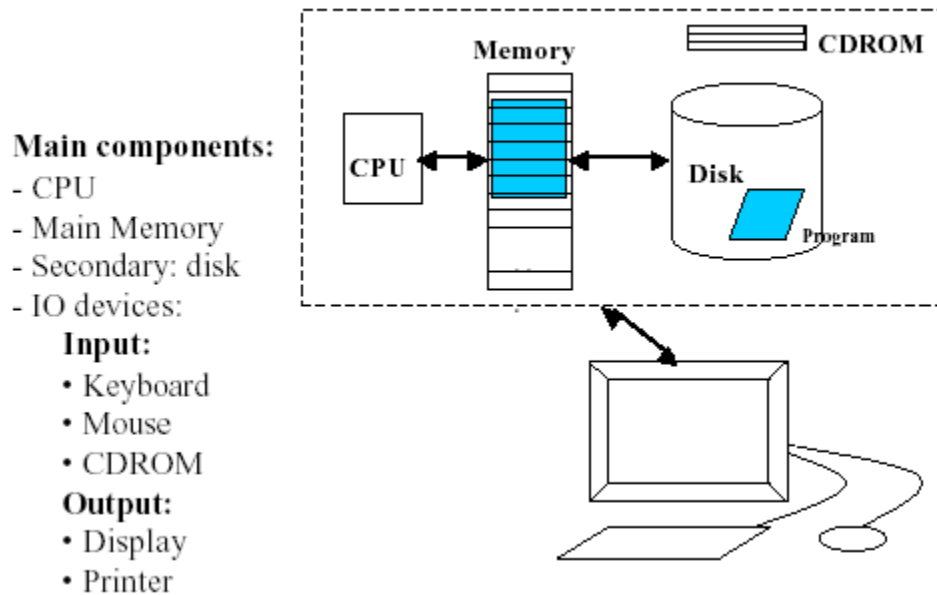 Main components:
- CPU
- Main Memory
- Secondary: disk
- IO devices:
Input:
• Keyboard
• Mouse
• CDROM
Output:
• Display
• Printer
Memory
CDROM
CPU
Disk
Program